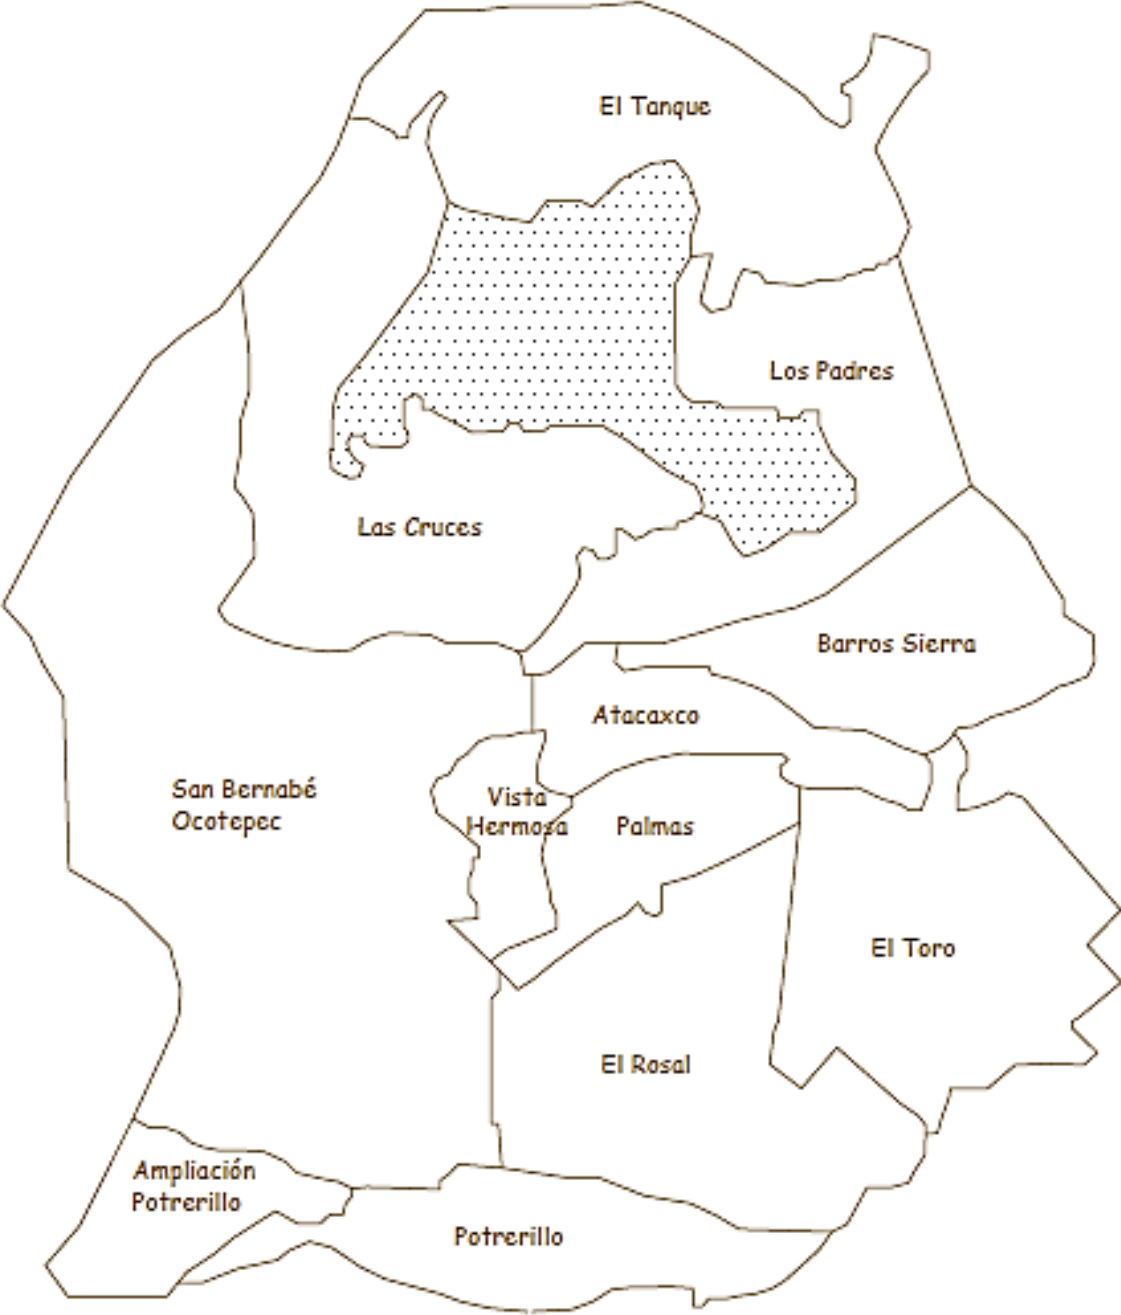 El Tanque
Los Padres
Las Cruces
Barros Sierra
Atacaxco
San Bernabé
Ocotepec
Vista
Hermosa
Palmas
El Toro
El Rosal
Ampliación
Potrerillo
Potrerillo